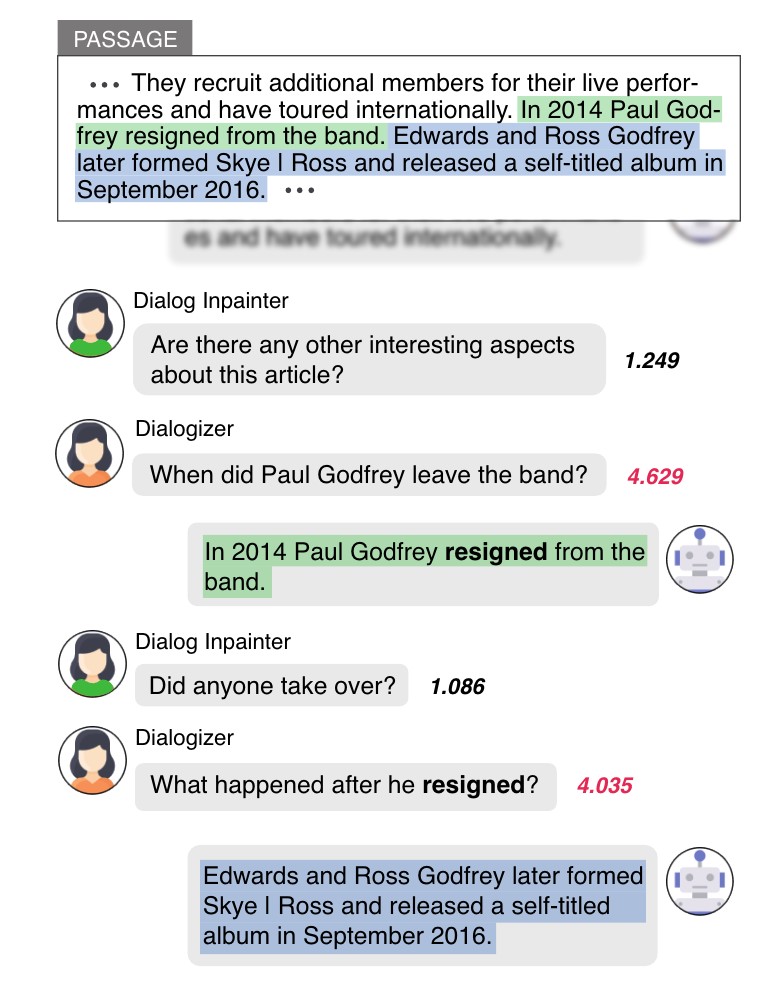 PASSAGE
••• They recruit additional members for their live perfor-
mances and have toured internationally. In 2014 Paul God-
frey resigned from the band. Edwards and Ross Godfrey
later formed Skye | Ross and released a self-titled album in
September 2016. •••
es and have toured internationally.
Dialog Inpainter
Are there any other interesting aspects
about this article?
1.249
Dialogizer
When did Paul Godfrey leave the band?
4.629
In 2014 Paul Godfrey resigned from the
band.
Dialog Inpainter
Did anyone take over?
1.086
Dialogizer
What happened after he resigned?
4.035
Edwards and Ross Godfrey later formed
Skye | Ross and released a self-titled
album in September 2016.